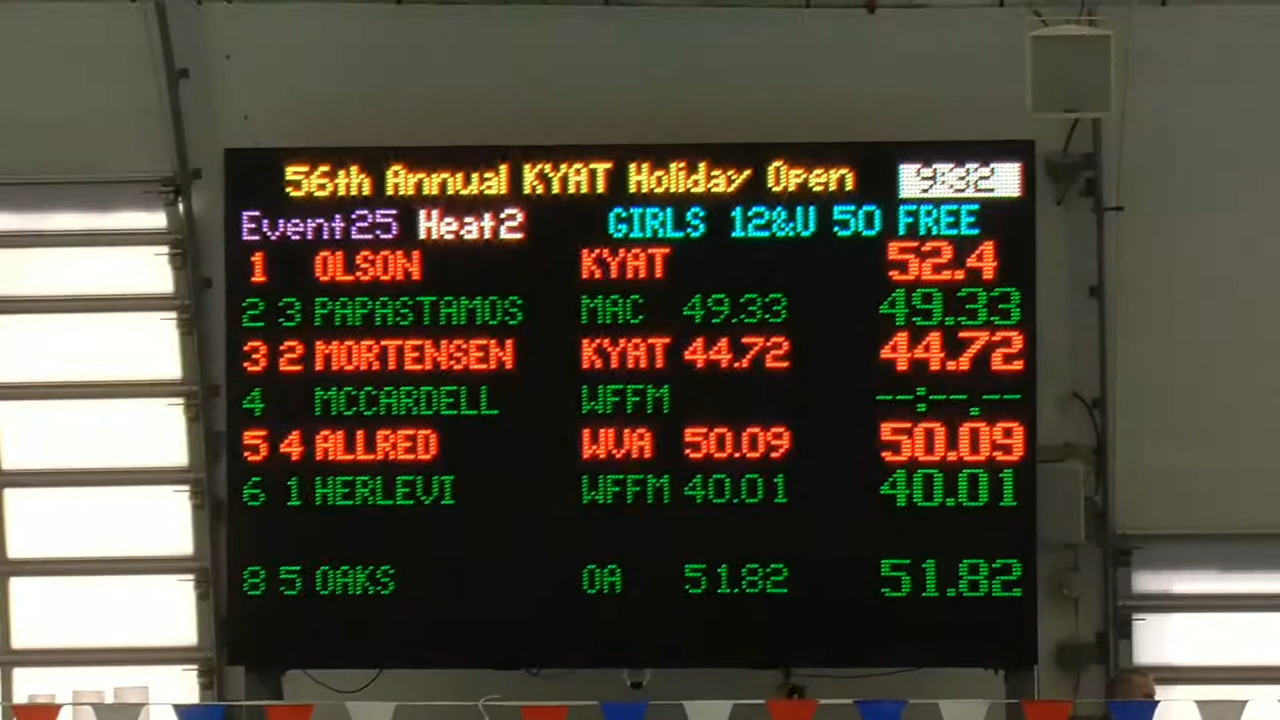 56th Annual KYAT Holiday Open 9:32
Event25 Heat2 GIRLS 12&U 50 FREE
1 OLSON KYAT 52.4
2 3 PAPASTAMOS MAC 49.33 49.33
3 2 MORTENSEN KYAT 44.72 44.72
4 MCCARDELL WFFM --:--.--
5 4 ALLRED WVA 50.09 50.09
6 1 HERLEVI WFFM 40.01 40.01
8 5 OAKS OA 51.82 51.82